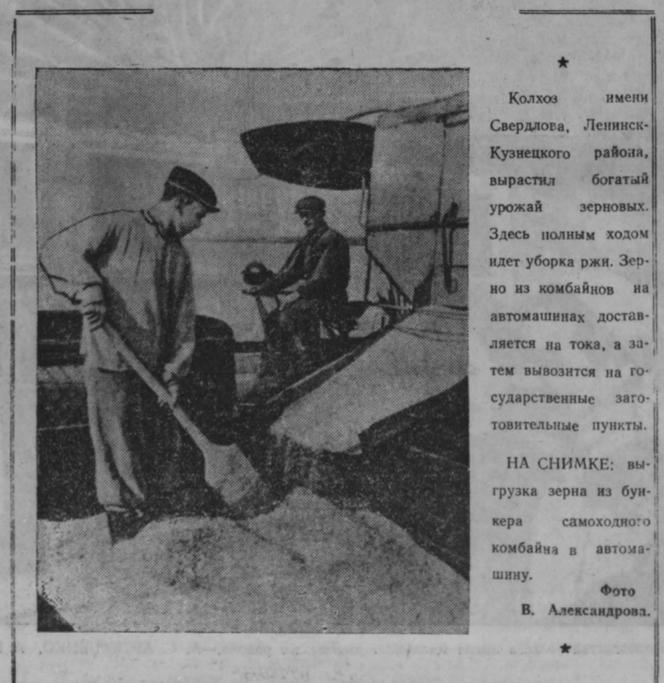 ★
Колхоз имени
Свердлова, Ленинск-
Кузнецкого района,
вырастил богатый
урожай зерновых.
Здесь полным ходом
идет уборка ржи. Зер-
но из комбайнов на
автомашинах достав-
ляется на тока, а за-
тем вывозится на го-
сударственные заго-
товительные пункты.
НА СНИМКЕ: вы-
грузка зерна из бун-
кера самоходного
комбайна в автома-
шину.
Фото
В. Александрова.
★